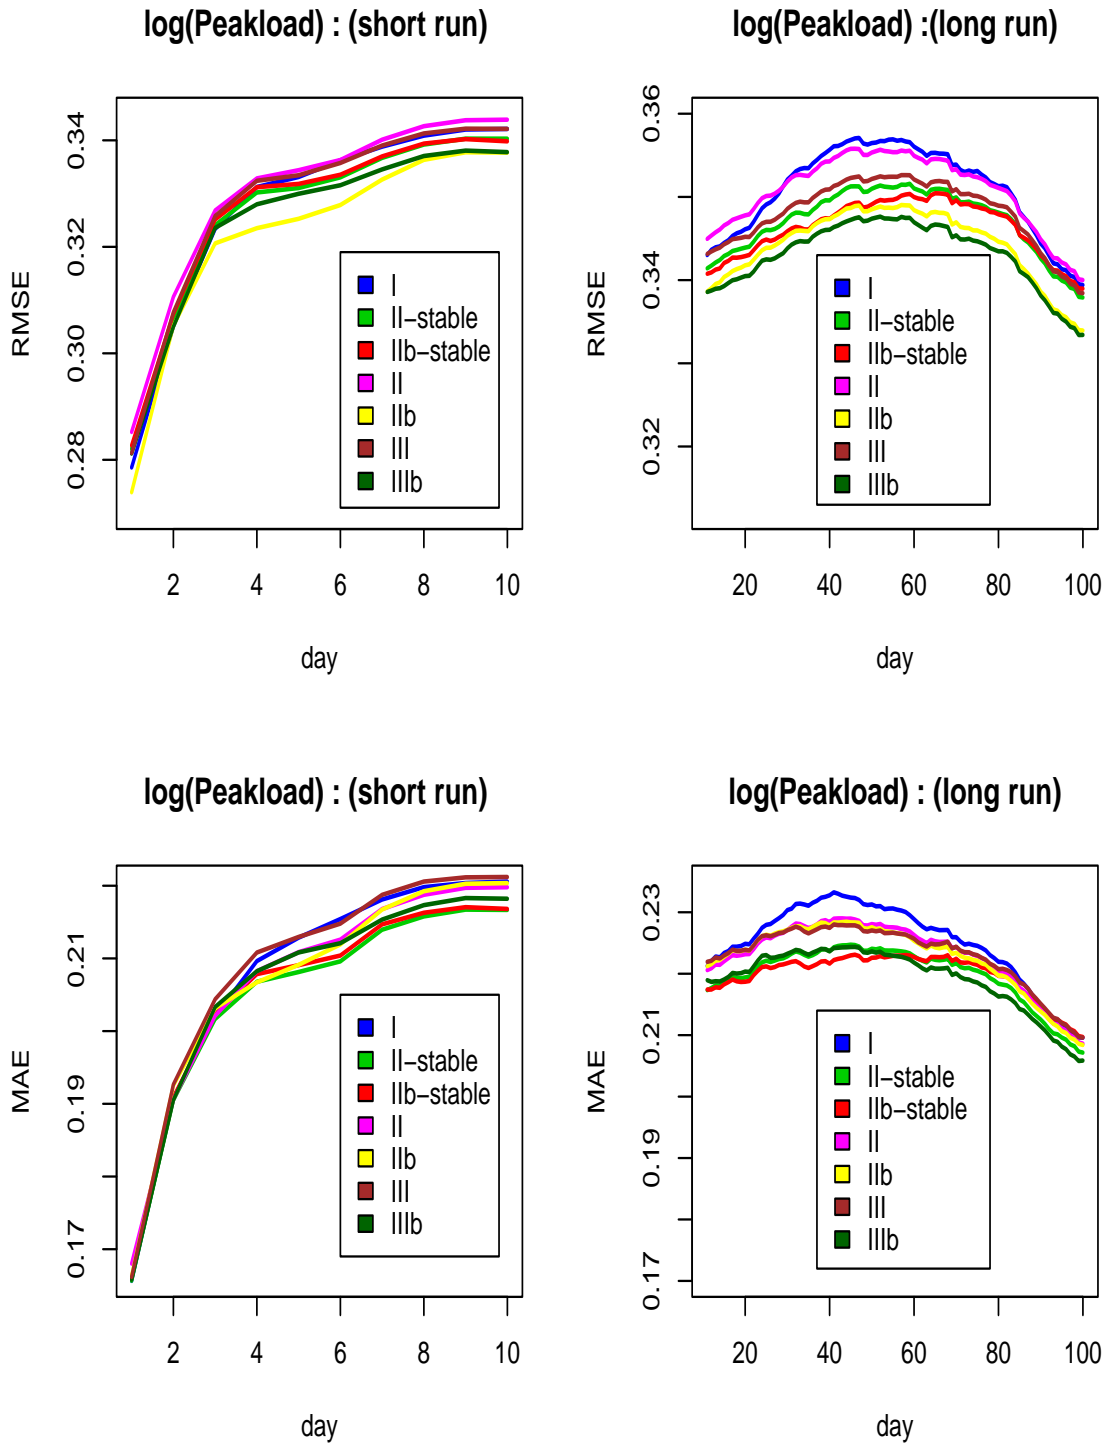 log(Peakload) : (short run)
RMSE
0.34
0.32
0.30
0.28
I
II−stable
IIb−stable
II
IIb
III
IIIb
2 4 6 8 10
day
log(Peakload) :(long run)
RMSE
0.36
0.34
0.32
I
II−stable
IIb−stable
II
IIb
III
IIIb
20 40 60 80 100
day
log(Peakload) : (short run)
MAE
0.21
0.19
0.17
I
II−stable
IIb−stable
II
IIb
III
IIIb
2 4 6 8 10
day
log(Peakload) : (long run)
MAE
0.23
0.21
0.19
0.17
I
II−stable
IIb−stable
II
IIb
III
IIIb
20 40 60 80 100
day